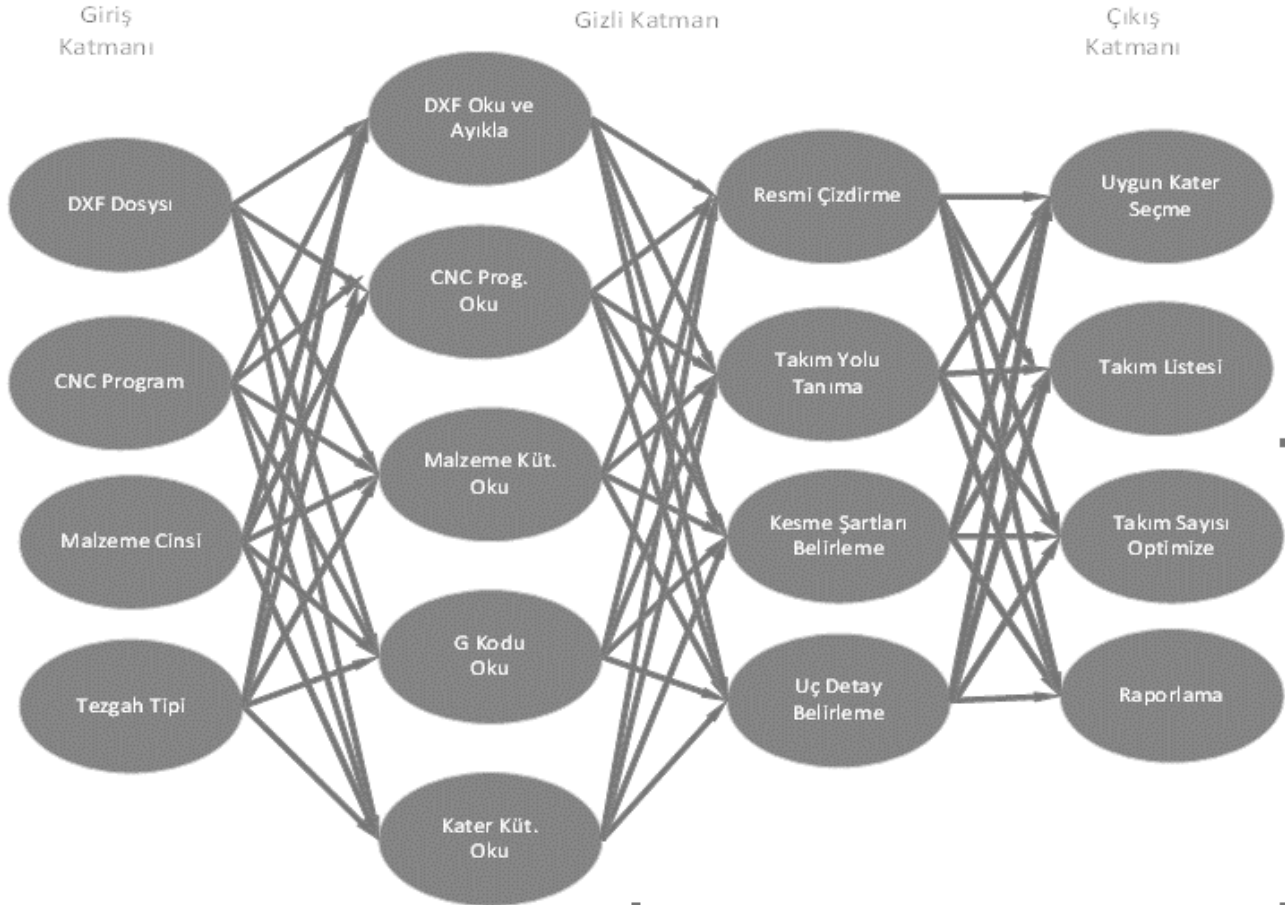 Giriş
Katmanı
Gizli Katman
Çıkış
Katmanı
DXF Dosysı
CNC Program
Malzeme Cinsi
Tezgah Tipi
DXF Oku ve
Ayıkla
CNC Prog.
Oku
Malzeme Küt.
Oku
G Kodu
Oku
Kater Küt.
Oku
Resmi Çizdirme
Takım Yolu
Tanıma
Kesme Şartları
Belirleme
Uç Detay
Belirleme
Uygun Kater
Seçme
Takım Listesi
Takım Sayısı
Optimize
Raporlama